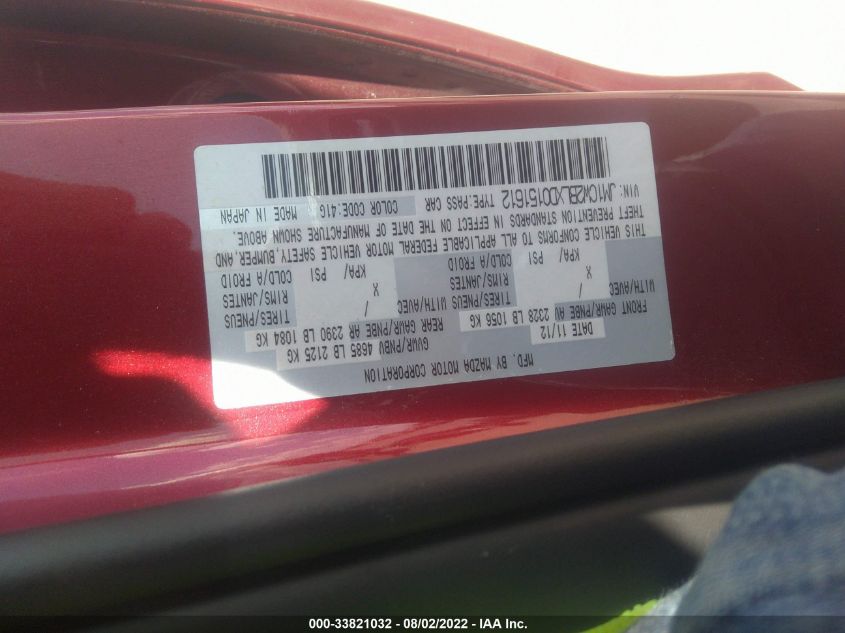 MFD. BY MAZDA MOTOR CORPORATION
DATE 11/12 GVWR/PNBV 4685 LB 2125 KG
FRONT GAWR/PNBE AV 2328 LB 1056 KG REAR GAWR/PNBE AR 2390 LB 1084 KG
WITH/AVEC TIRES/PNEUS
X RIMS/JANTES
KPA/ PSI COLD/A FROID
WITH/AVEC / TIRES/PNEUS
X RIMS/JANTES
KPA/ PSI COLD/A FROID
THIS VEHICLE CONFORMS TO ALL APPLICABLE FEDERAL MOTOR VEHICLE SAFETY,BUMPER,AND
THEFT PREVENTION STANDARDS IN EFFECT ON THE DATE OF MANUFACTURE SHOWN ABOVE.
VIN: JM1CW2BLXD0151612 TYPE:PASS CAR COLOR CODE:41G MADE IN JAPAN
000-33821032 - 08/02/2022 - IAA Inc.